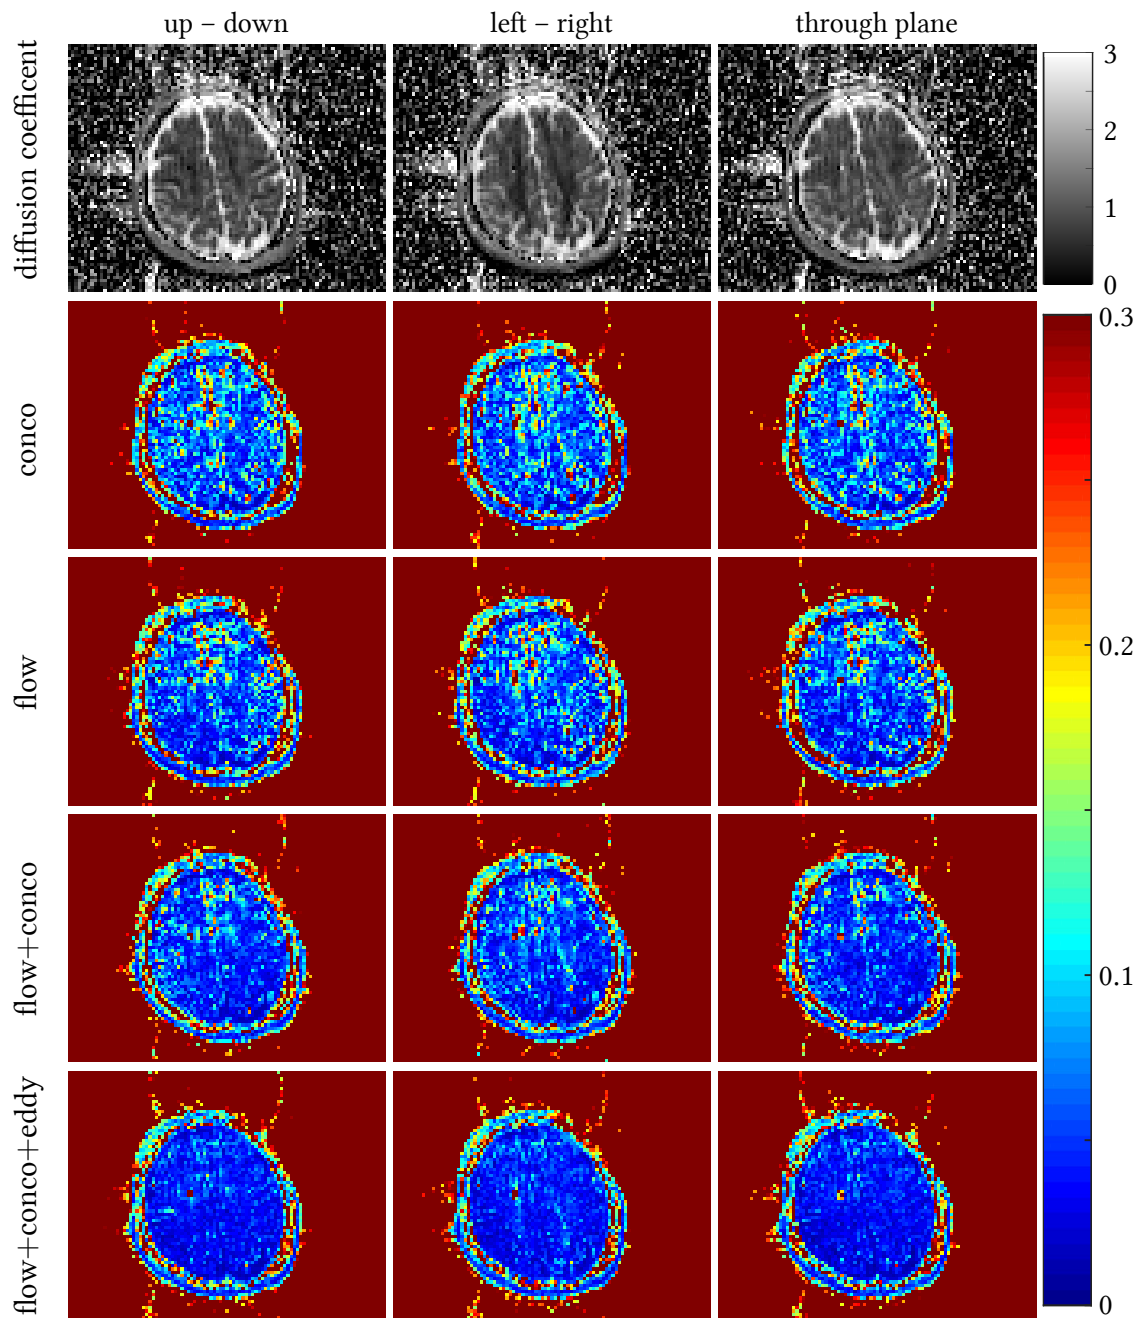 up – down
left – right
through plane
diffusion coefficent
3
2
1
0
conco
0.3
flow
0.2
flow+conco
0.1
flow+conco+eddy
0